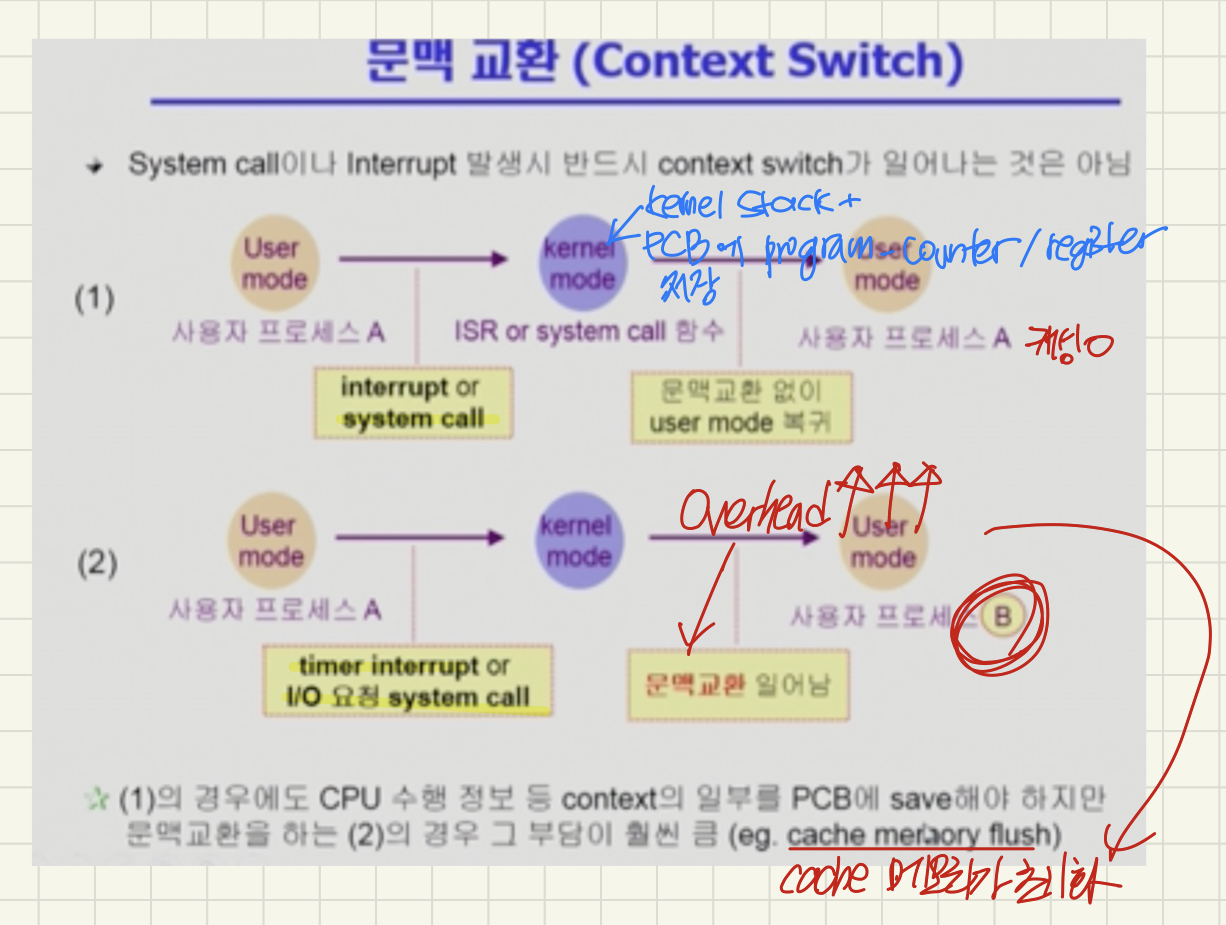 문맥 교환 (Context Switch)
System call이나 Interrupt 발생시 반드시 context switch가 일어나는 것은 아님
kernel stack +
PCB에 program counter / register
저장
User mode
kernel mode
User mode
(1)
사용자 프로세스 A
ISR or system call 함수
사용자 프로세스 A
interrupt or
system call
문맥교환 없이
user mode 복귀
Overhead
User mode
kernel mode
User mode
(2)
사용자 프로세스 A
사용자 프로세스 B
timer interrupt or
I/O 요청 system call
문맥교환 일어남
(1)의 경우에도 CPU 수행 정보 등 context의 일부를 PCB에 save해야 하지만
문맥교환을 하는 (2)의 경우 그 부담이 훨씬 큼 (eg. cache memory flush)
cache 메모리가 초기화